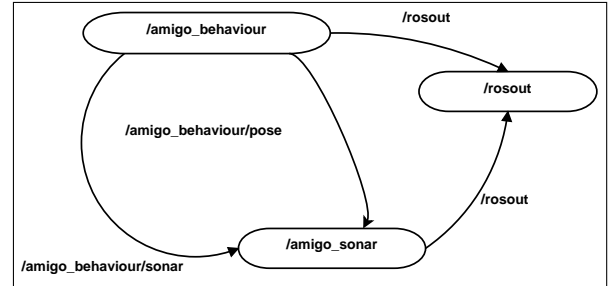 /rosout
/amigo_behaviour
/rosout
/amigo_behaviour/pose
/rosout
/amigo_sonar
/amigo_behaviour/sonar